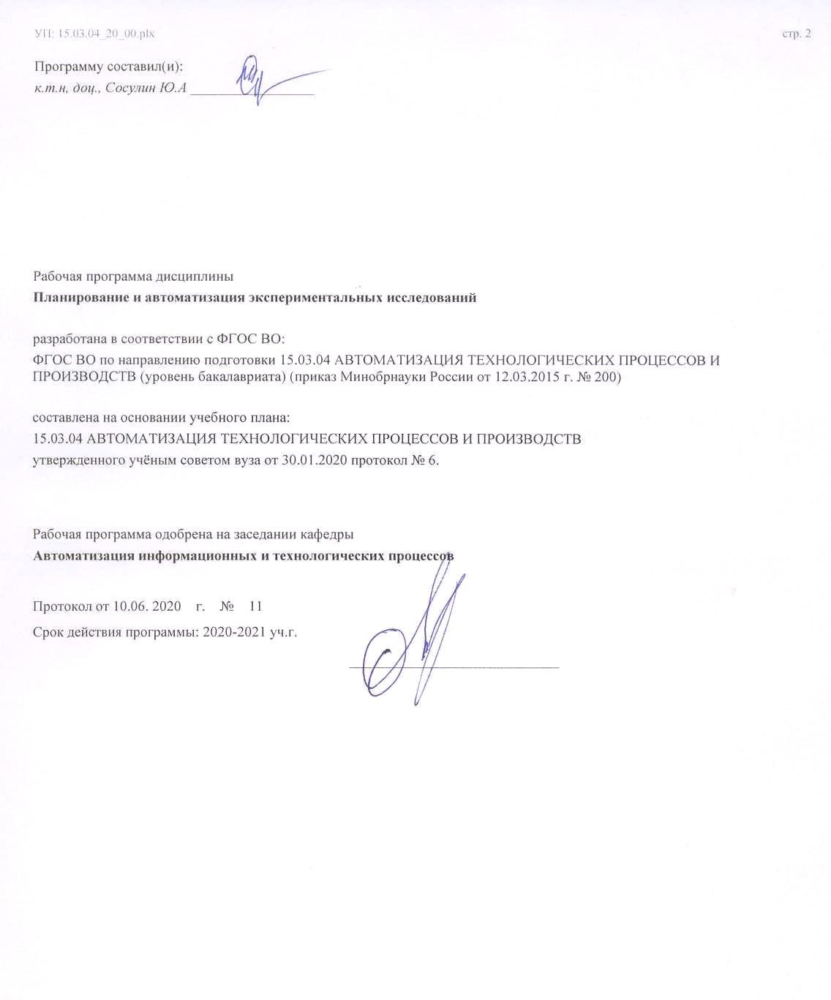 УП: 15.03.04_20_00.plx
стр. 2
Программу составил(и):
к.т.н, доц., Сосулин Ю.А
Рабочая программа дисциплины
Планирование и автоматизация экспериментальных исследований
разработана в соответствии с ФГОС ВО:
ФГОС ВО по направлению подготовки 15.03.04 АВТОМАТИЗАЦИЯ ТЕХНОЛОГИЧЕСКИХ ПРОЦЕССОВ И
ПРОИЗВОДСТВ (уровень бакалавриата) (приказ Минобрнауки России от 12.03.2015 г. № 200)
составлена на основании учебного плана:
15.03.04 АВТОМАТИЗАЦИЯ ТЕХНОЛОГИЧЕСКИХ ПРОЦЕССОВ И ПРОИЗВОДСТВ
утвержденного учёным советом вуза от 30.01.2020 протокол № 6.
Рабочая программа одобрена на заседании кафедры
Автоматизация информационных и технологических процессов
Протокол от 10.06. 2020 г. № 11
Срок действия программы: 2020-2021 уч.г.